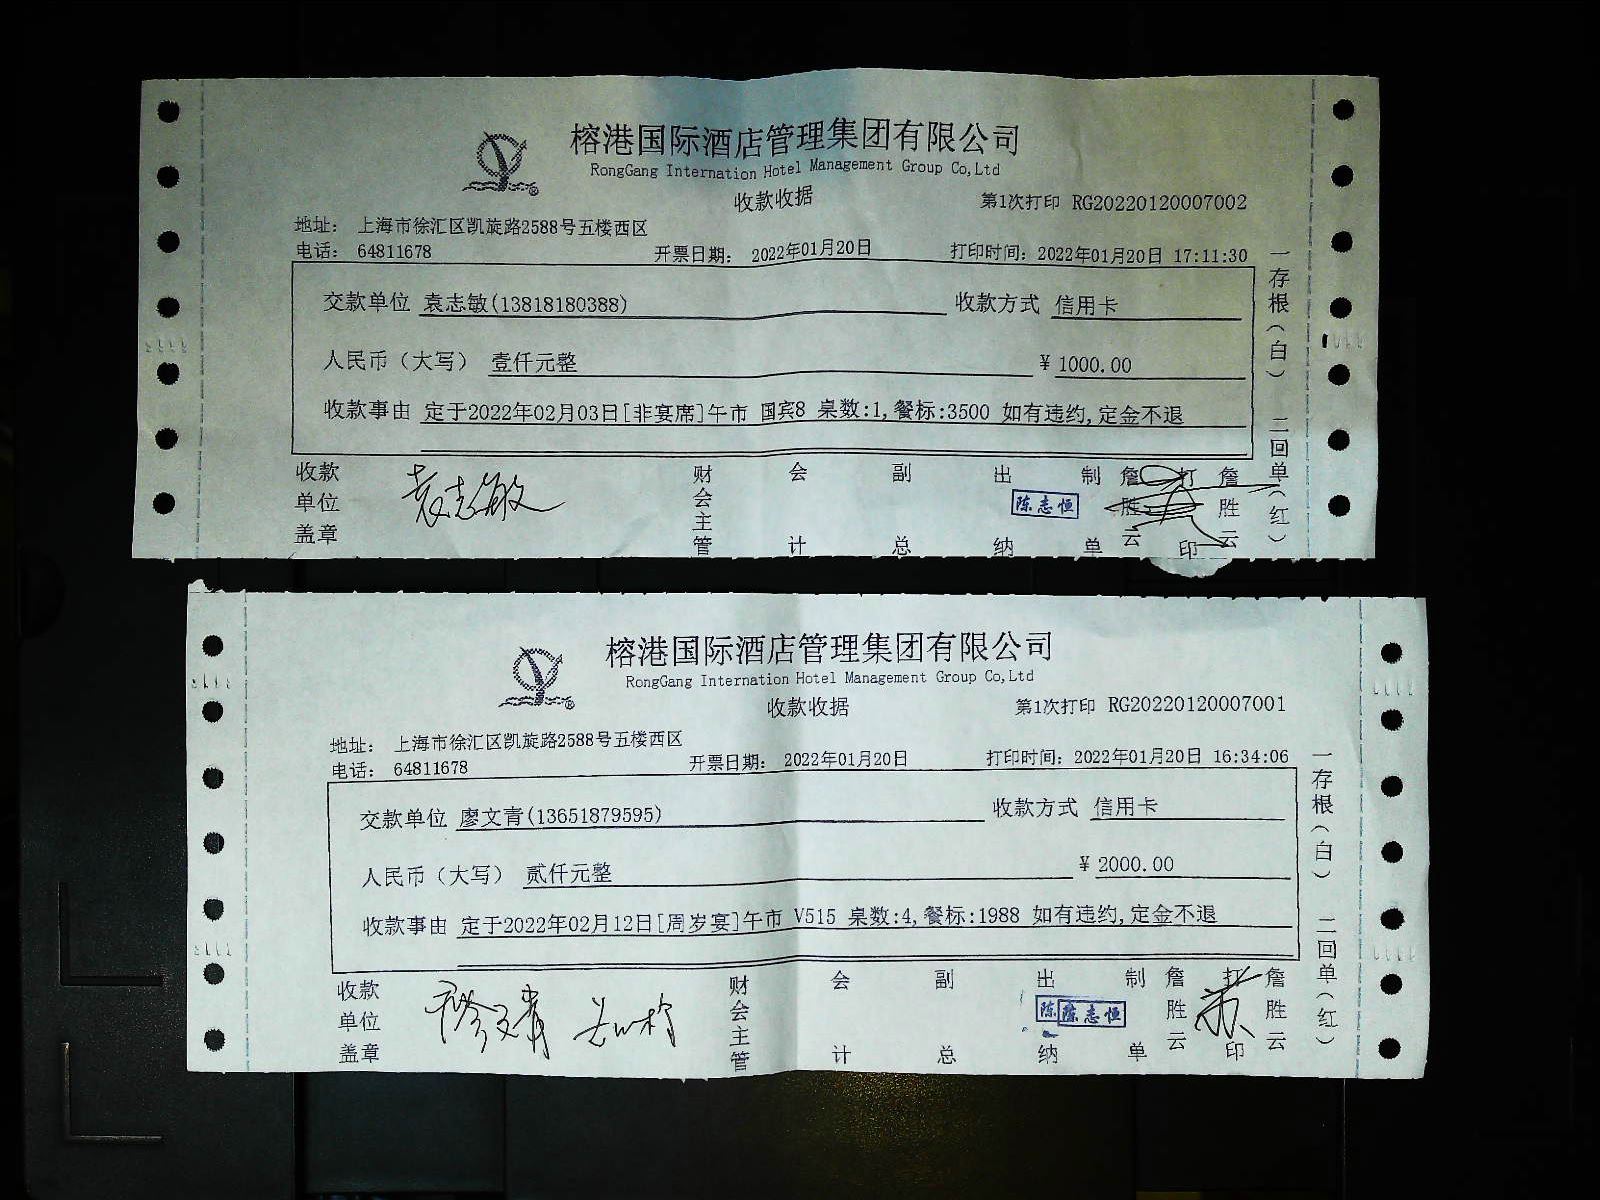 榕港国际酒店管理集团有限公司
RongGang Internation Hotel Management Group Co,Ltd
收款收据
第1次打印 RG20220120007002
地址： 上海市徐汇区凯旋路2588号五楼西区
电话： 64811678 开票日期： 2022年01月20日 打印时间：2022年01月20日 17:11:30
交款单位 袁志敏(13818180388) 收款方式 信用卡
人民币（大写） 壹仟元整 ￥1000.00
收款事由 定于2022年02月03日[非宴席]午市 国宾8 桌数:1,餐标:3500 如有违约,定金不退
收款单位盖章 袁志敏 财会主管 会计 副总 出纳 陈志恒 制单 詹胜云 打印 詹胜云
一存根（白） 二回单（红）
榕港国际酒店管理集团有限公司
RongGang Internation Hotel Management Group Co,Ltd
收款收据
第1次打印 RG20220120007001
地址： 上海市徐汇区凯旋路2588号五楼西区
电话： 64811678 开票日期： 2022年01月20日 打印时间：2022年01月20日 16:34:06
交款单位 廖文青(13651879595) 收款方式 信用卡
人民币（大写） 贰仟元整 ￥2000.00
收款事由 定于2022年02月12日[周岁宴]午市 V515 桌数:4,餐标:1988 如有违约,定金不退
收款单位盖章 廖文青 财会主管 会计 副总 出纳 陈志恒 制单 詹胜云 打印 詹胜云
一存根（白） 二回单（红）